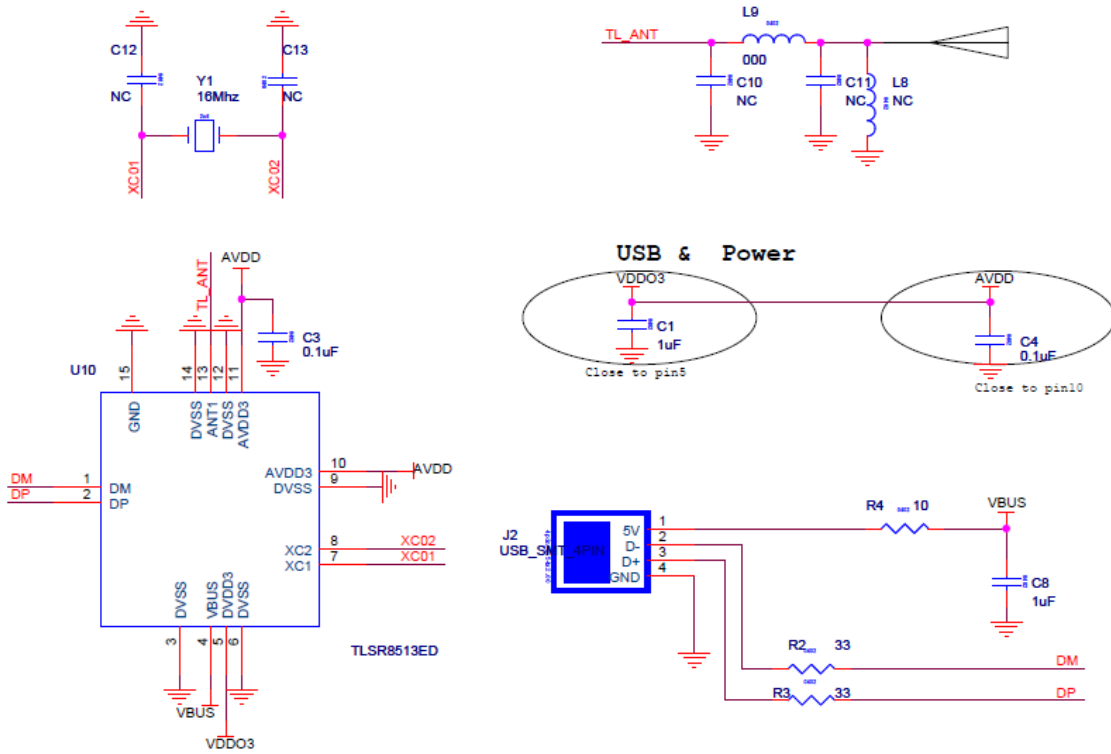 C12
NC
C13
NC
Y1
16Mhz
XC01
XC02
TL_ANT
L9
000
C10
NC
C11
NC
L8
NC
USB & Power
VDDO3
C1
1uF
Close to pin5
AVDD
C4
0.1uF
Close to pin10
TL_ANT
AVDD
C3
0.1uF
U10
15
14
13
12
11
GND
DVSS
ANT1
DVSS
AVDD3
DM
1
DM
DP
2
DP
AVDD3
10
AVDD
DVSS
9
XC2
8
XC02
XC1
7
XC01
DVSS
VBUS
DVDD3
DVSS
3
4
5
6
VBUS
VDDO3
TLSR8513ED
J2
USB_SMT_4PIN
5V
1
D-
2
D+
3
GND
4
R4
10
VBUS
C8
1uF
R2
33
DM
R3
33
DP